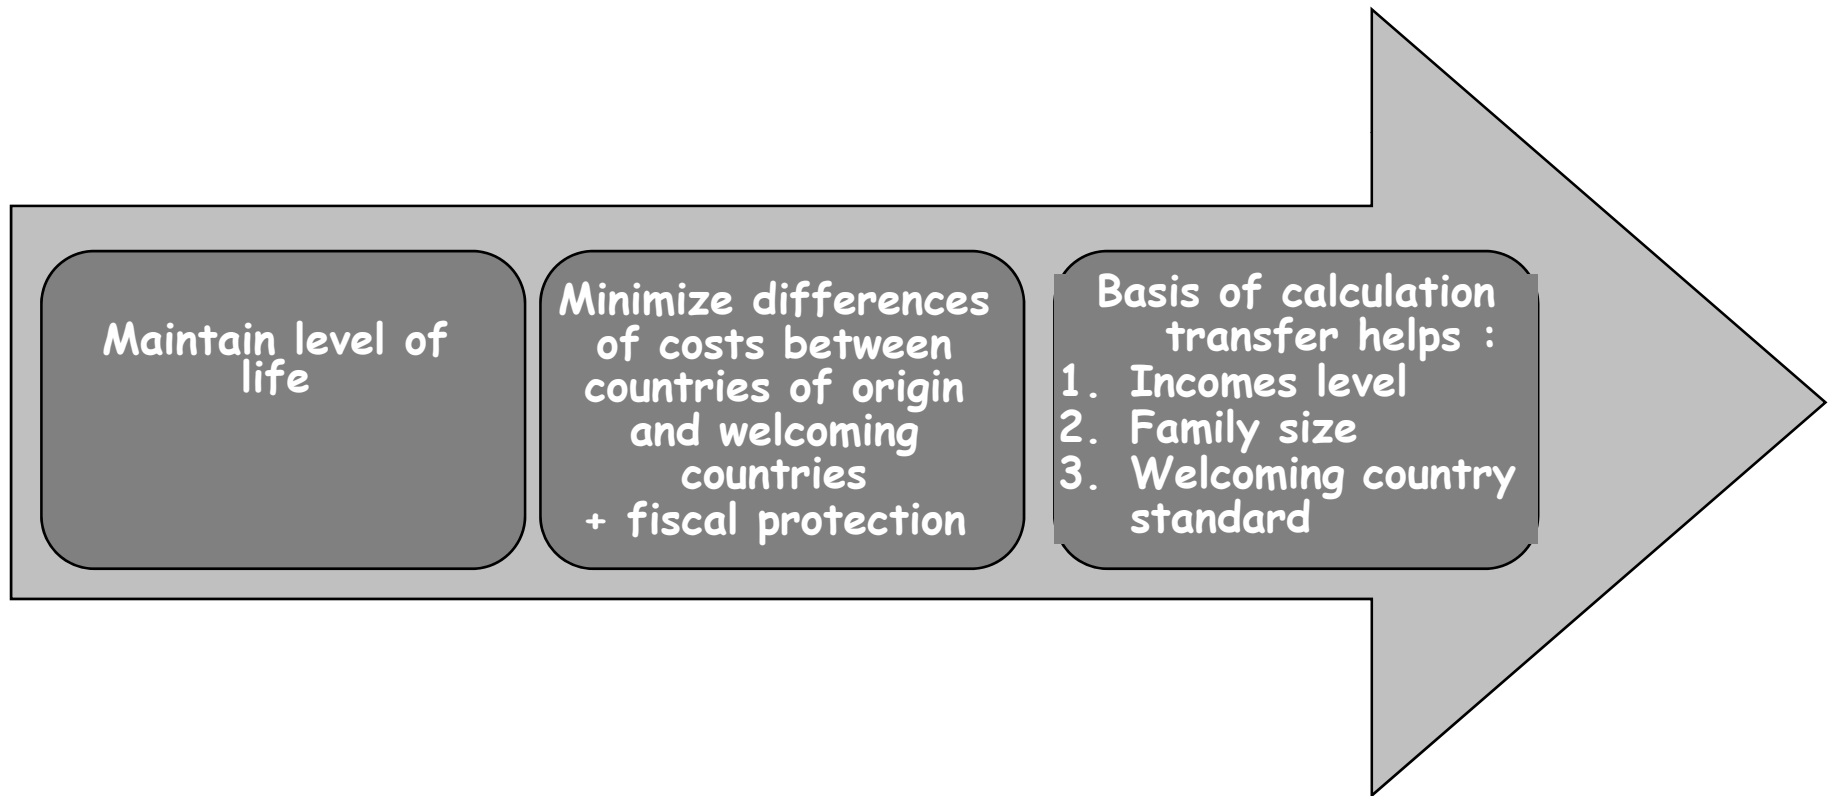 Maintain level of
life
Minimize differences
of costs between
countries of origin
and welcoming
countries
+ fiscal protection
Basis of calculation
transfer helps :
1. Incomes level
2. Family size
3. Welcoming country
standard